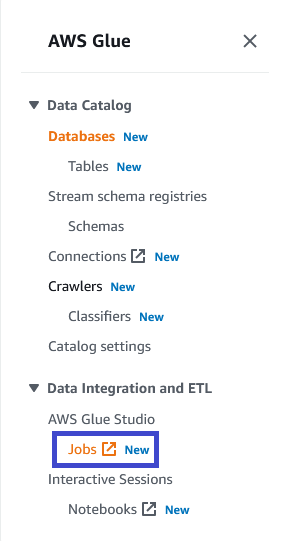 AWS Glue
Data Catalog
Databases New
Tables New
Stream schema registries
Schemas
Connections New
Crawlers New
Classifiers New
Catalog settings
Data Integration and ETL
AWS Glue Studio
Jobs New
Interactive Sessions
Notebooks New